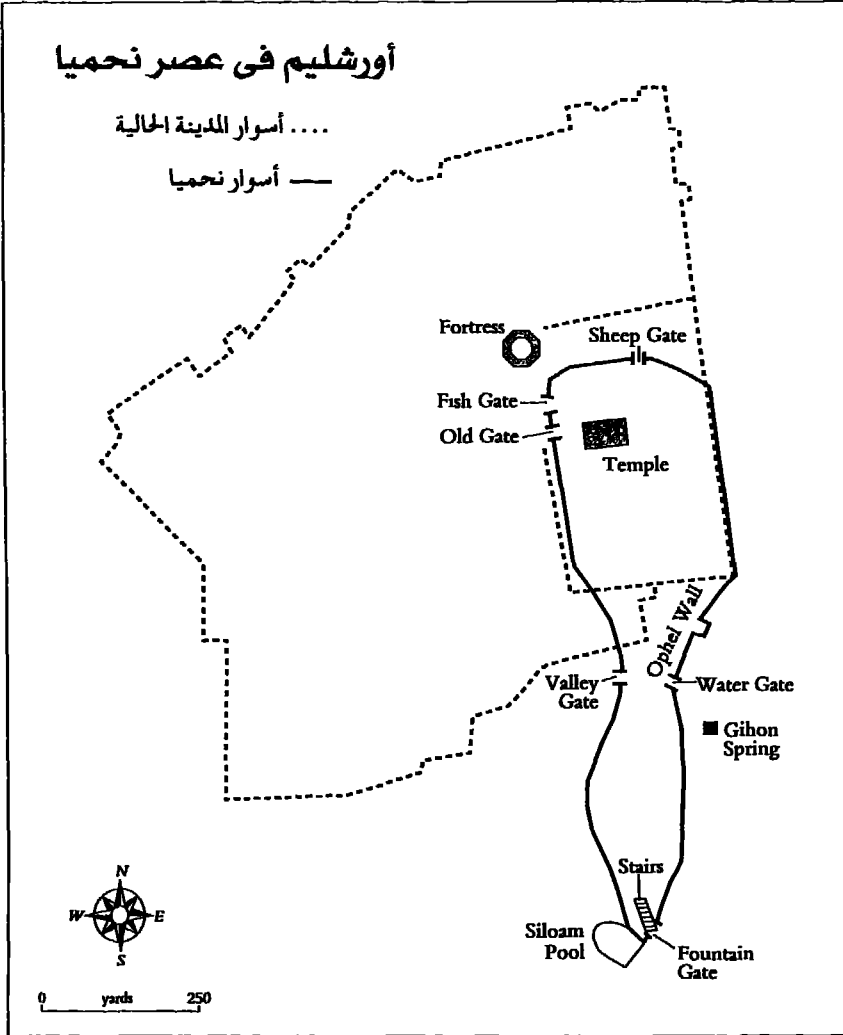 أورشليم فى عصر نحميا
.... أسوار المدينة الحالية
— أسوار نحميا
Fortress
Sheep Gate
Fish Gate
Old Gate
Temple
Ophel Wall
Valley
Gate
Water Gate
Gihon
Spring
Stairs
Siloam
Pool
Fountain
Gate
N
W
E
S
0 yards 250